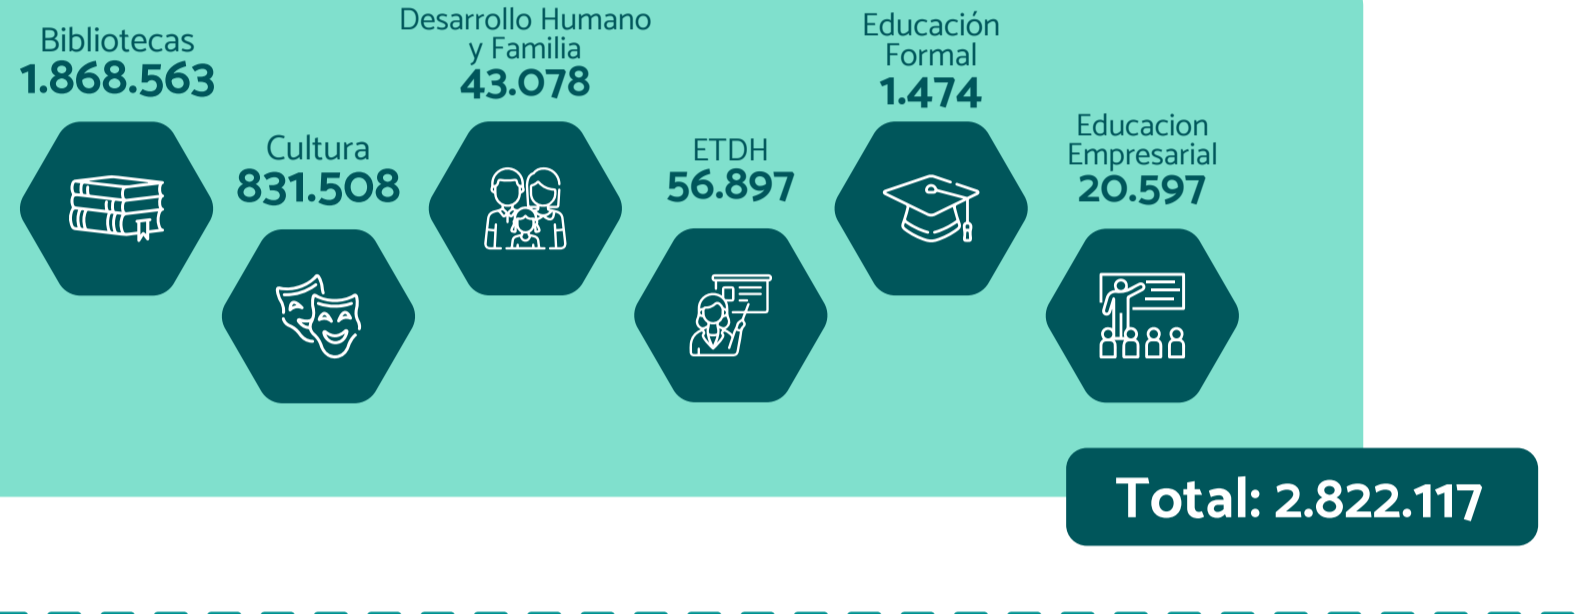 Bibliotecas
1.868.563
Cultura
831.508
Desarrollo Humano
y Familia
43.078
ETDH
56.897
Educación
Formal
1.474
Educacion
Empresarial
20.597
Total: 2.822.117